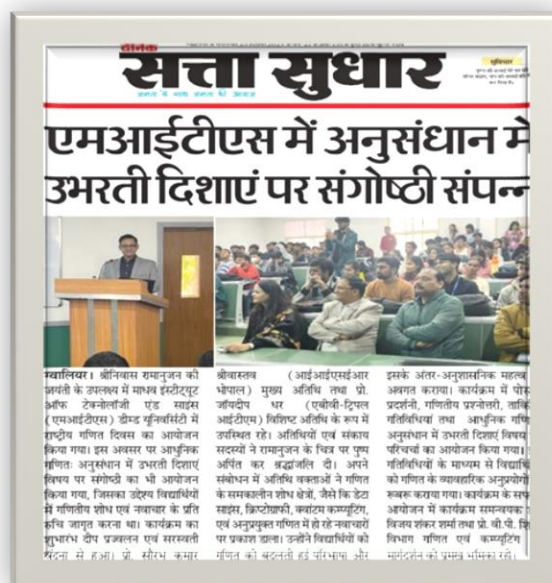 दैनिक
सत्ता सुधार
सुविचार
एमआईटीएस में अनुसंधान में
उभरती दिशाएं पर संगोष्ठी संपन्न
ग्वालियर। श्रीनिवास रामानुजन की
जयंती के उपलक्ष्य में माधव इंस्टीट्यूट
ऑफ टेक्नोलॉजी एंड साइंस
(एमआईटीएस) डीम्ड यूनिवर्सिटी में
राष्ट्रीय गणित दिवस का आयोजन
किया गया। इस अवसर पर आधुनिक
गणितः अनुसंधान में उभरती दिशाएं
विषय पर संगोष्ठी का भी आयोजन
किया गया, जिसका उद्देश्य विद्यार्थियों
में गणितीय शोध एवं नवाचार के प्रति
रुचि जागृत करना था। कार्यक्रम का
शुभारंभ दीप प्रज्वलन एवं सरस्वती
वंदना से हुआ। प्रो. सौरभ कुमार
श्रीवास्तव (आईआईएसईआर
भोपाल) मुख्य अतिथि तथा प्रो.
जॉयदीप धर (एबीवी-ट्रिपल
आईटीएम) विशिष्ट अतिथि के रूप में
उपस्थित रहे। अतिथियों एवं संकाय
सदस्यों ने रामानुजन के चित्र पर पुष्प
अर्पित कर श्रद्धांजलि दी। अपने
संबोधन में अतिथि वक्ताओं ने गणित
के समकालीन शोध क्षेत्रों, जैसे कि डेटा
साइंस, क्रिप्टोग्राफी, क्वांटम कम्प्यूटिंग,
एवं अनुप्रयुक्त गणित में हो रहे नवाचारों
पर प्रकाश डाला। उन्होंने विद्यार्थियों को
गणित की बदलती हुई परिभाषा और
इसके अंतर-अनुशासनिक महत्व
अवगत कराया। कार्यक्रम में पोस
प्रदर्शनी, गणितीय प्रश्नोत्तरी, तार्कि
गतिविधियां तथा आधुनिक गणि
अनुसंधान में उभरती दिशाएं विषय
परिचर्चा का आयोजन किया गया।
गतिविधियों के माध्यम से विद्यार्थि
को गणित के व्यावहारिक अनुप्रयोगों
रूबरू कराया गया। कार्यक्रम के सफ
आयोजन में कार्यक्रम समन्वयक
विजय शंकर शर्मा तथा प्रो. वी.पी. सि
विभाग गणित एवं कम्प्यूटिंग
मार्गदर्शन की प्रमुख भूमिका रही।